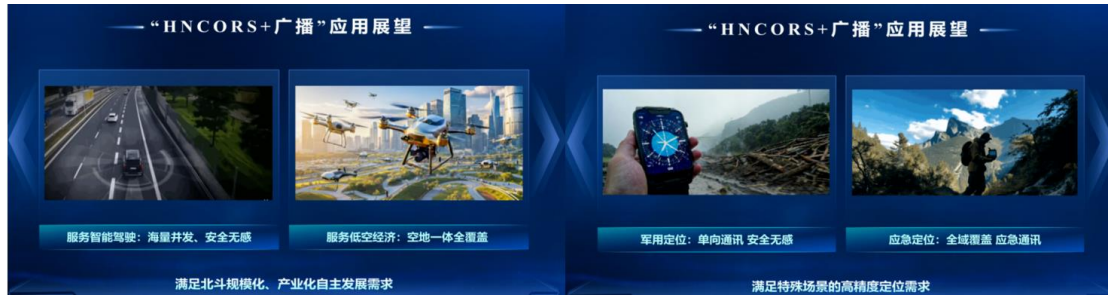 “HNCORS+广播”应用展望
服务智能驾驶：海量并发、安全无感
服务低空经济：空地一体全覆盖
满足北斗规模化、产业化自主发展需求
“HNCORS+广播”应用展望
军用定位：单向通讯 安全无感
应急定位：全域覆盖 应急通讯
满足特殊场景的高精度定位需求